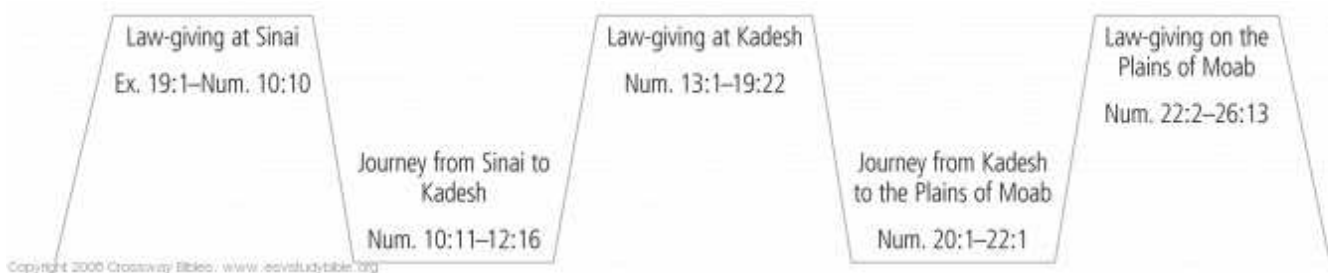 Law-giving at Sinai
Ex. 19:1–Num. 10:10
Journey from Sinai to
Kadesh
Num. 10:11–12:16
Law-giving at Kadesh
Num. 13:1–19:22
Journey from Kadesh
to the Plains of Moab
Num. 20:1–22:1
Law-giving on the
Plains of Moab
Num. 22:2–26:13
Copyright 2008 Crossway Bibles. www.esvstudybible.org